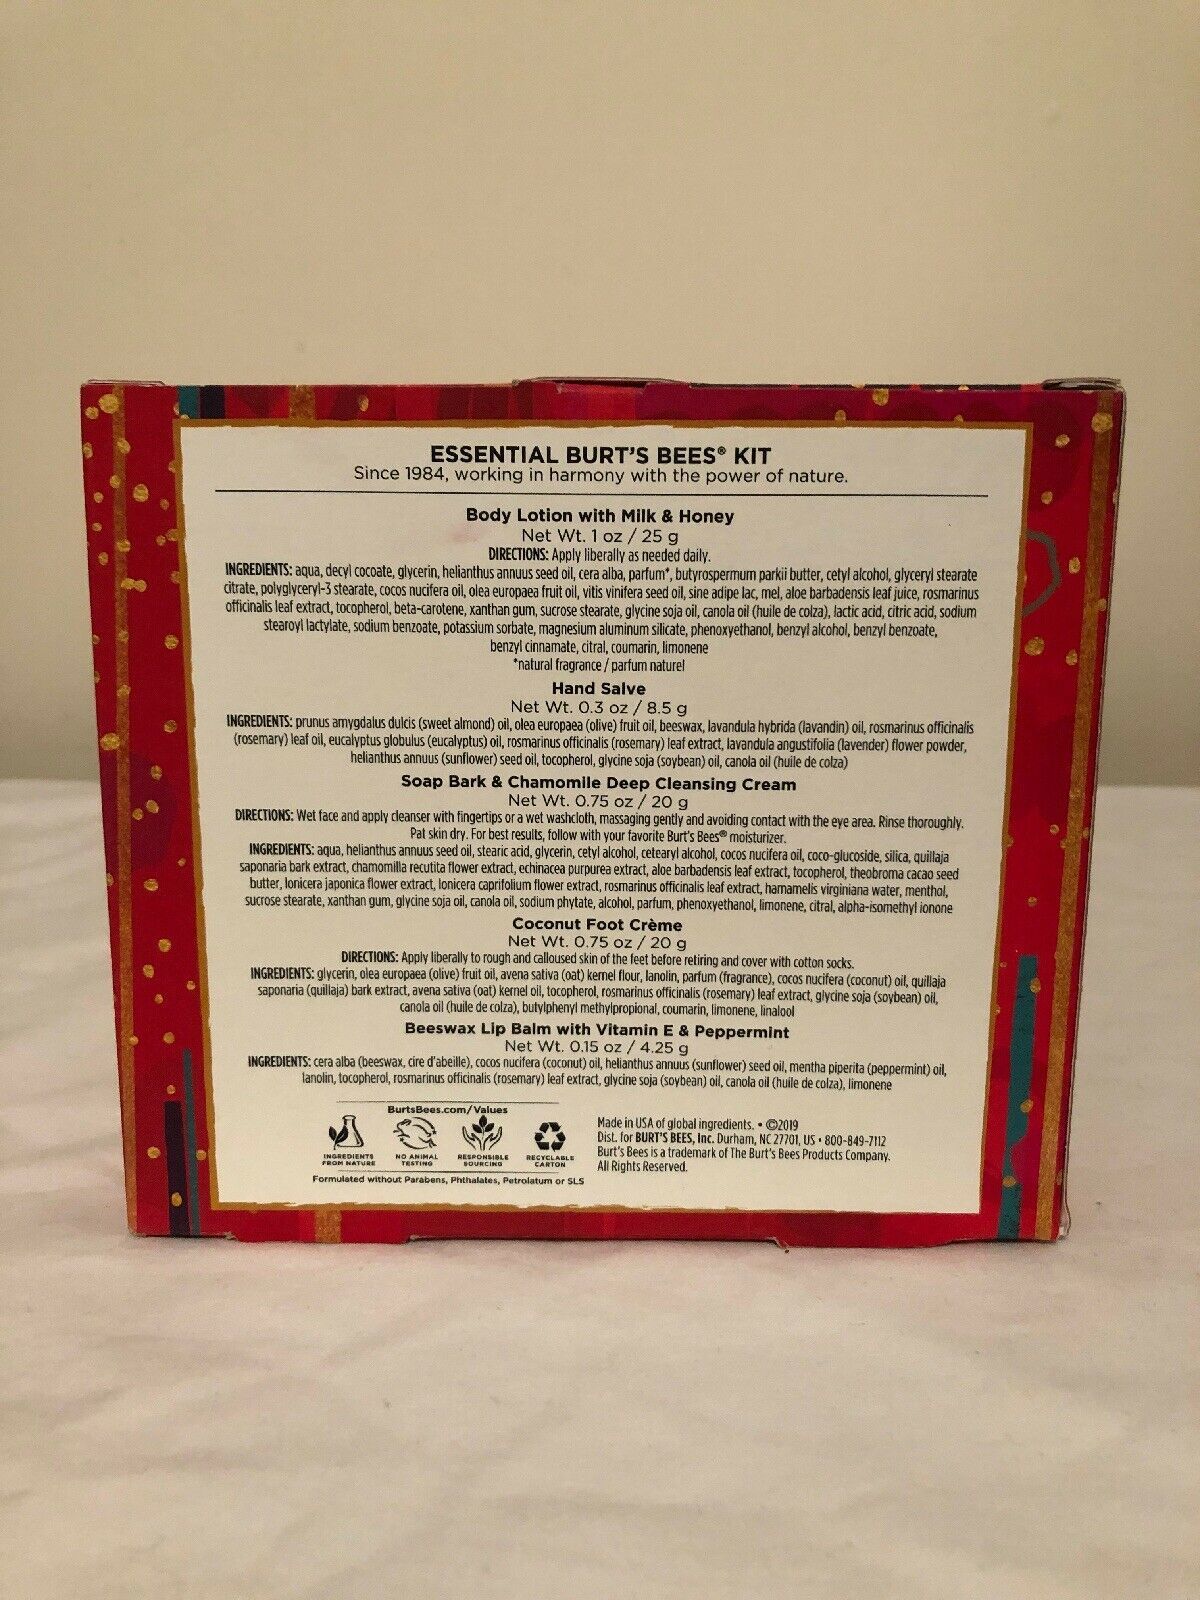 ESSENTIAL BURT'S BEES® KIT
Since 1984, working in harmony with the power of nature.
Body Lotion with Milk & Honey
Net Wt. 1 oz / 25 g
DIRECTIONS: Apply liberally as needed daily.
INGREDIENTS: aqua, decyl cocoate, glycerin, helianthus annuus seed oil, cera alba, parfum*, butyrospermum parkii butter, cetyl alcohol, glyceryl stearate
citrate, polyglyceryl-3 stearate, cocos nucifera oil, olea europaea fruit oil, vitis vinifera seed oil, sine adipe lac, mel, aloe barbadensis leaf juice, rosmarinus
officinalis leaf extract, tocopherol, beta-carotene, xanthan gum, sucrose stearate, glycine soja oil, canola oil (huile de colza), lactic acid, citric acid, sodium
stearoyl lactylate, sodium benzoate, potassium sorbate, magnesium aluminum silicate, phenoxyethanol, benzyl alcohol, benzyl benzoate,
benzyl cinnamate, citral, coumarin, limonene
*natural fragrance / parfum naturel
Hand Salve
Net Wt. 0.3 oz / 8.5 g
INGREDIENTS: prunus amygdalus dulcis (sweet almond) oil, olea europaea (olive) fruit oil, beeswax, lavandula hybrida (lavandin) oil, rosmarinus officinalis
(rosemary) leaf oil, eucalyptus globulus (eucalyptus) oil, rosmarinus officinalis (rosemary) leaf extract, lavandula angustifolia (lavender) flower powder,
helianthus annuus (sunflower) seed oil, tocopherol, glycine soja (soybean) oil, canola oil (huile de colza)
Soap Bark & Chamomile Deep Cleansing Cream
Net Wt. 0.75 oz / 20 g
DIRECTIONS: Wet face and apply cleanser with fingertips or a wet washcloth, massaging gently and avoiding contact with the eye area. Rinse thoroughly.
Pat skin dry. For best results, follow with your favorite Burt's Bees® moisturizer.
INGREDIENTS: aqua, helianthus annuus seed oil, stearic acid, glycerin, cetyl alcohol, cetearyl alcohol, cocos nucifera oil, coco-glucoside, silica, quillaja
saponaria bark extract, chamomilla recutita flower extract, echinacea purpurea extract, aloe barbadensis leaf extract, tocopherol, theobroma cacao seed
butter, lonicera japonica flower extract, lonicera caprifolium flower extract, rosmarinus officinalis leaf extract, hamamelis virginiana water, menthol,
sucrose stearate, xanthan gum, glycine soja oil, canola oil, sodium phytate, alcohol, parfum, phenoxyethanol, limonene, citral, alpha-isomethyl ionone
Coconut Foot Crème
Net Wt. 0.75 oz / 20 g
DIRECTIONS: Apply liberally to rough and calloused skin of the feet before retiring and cover with cotton socks.
INGREDIENTS: glycerin, olea europaea (olive) fruit oil, avena sativa (oat) kernel flour, lanolin, parfum (fragrance), cocos nucifera (coconut) oil, quillaja
saponaria (quillaja) bark extract, avena sativa (oat) kernel oil, tocopherol, rosmarinus officinalis (rosemary) leaf extract, glycine soja (soybean) oil,
canola oil (huile de colza), butylphenyl methylpropional, coumarin, limonene, linalool
Beeswax Lip Balm with Vitamin E & Peppermint
Net Wt. 0.15 oz / 4.25 g
INGREDIENTS: cera alba (beeswax, cire d'abeille), cocos nucifera (coconut) oil, helianthus annuus (sunflower) seed oil, mentha piperita (peppermint) oil,
lanolin, tocopherol, rosmarinus officinalis (rosemary) leaf extract, glycine soja (soybean) oil, canola oil (huile de colza), limonene
BurtsBees.com/Values
INGREDIENTS FROM NATURE
NO ANIMAL TESTING
RESPONSIBLE SOURCING
RECYCLABLE CARTON
Formulated without Parabens, Phthalates, Petrolatum or SLS
Made in USA of global ingredients. • ©2019
Dist. for BURT'S BEES, Inc. Durham, NC 27701, US • 800-849-7112
Burt's Bees is a trademark of The Burt's Bees Products Company.
All Rights Reserved.